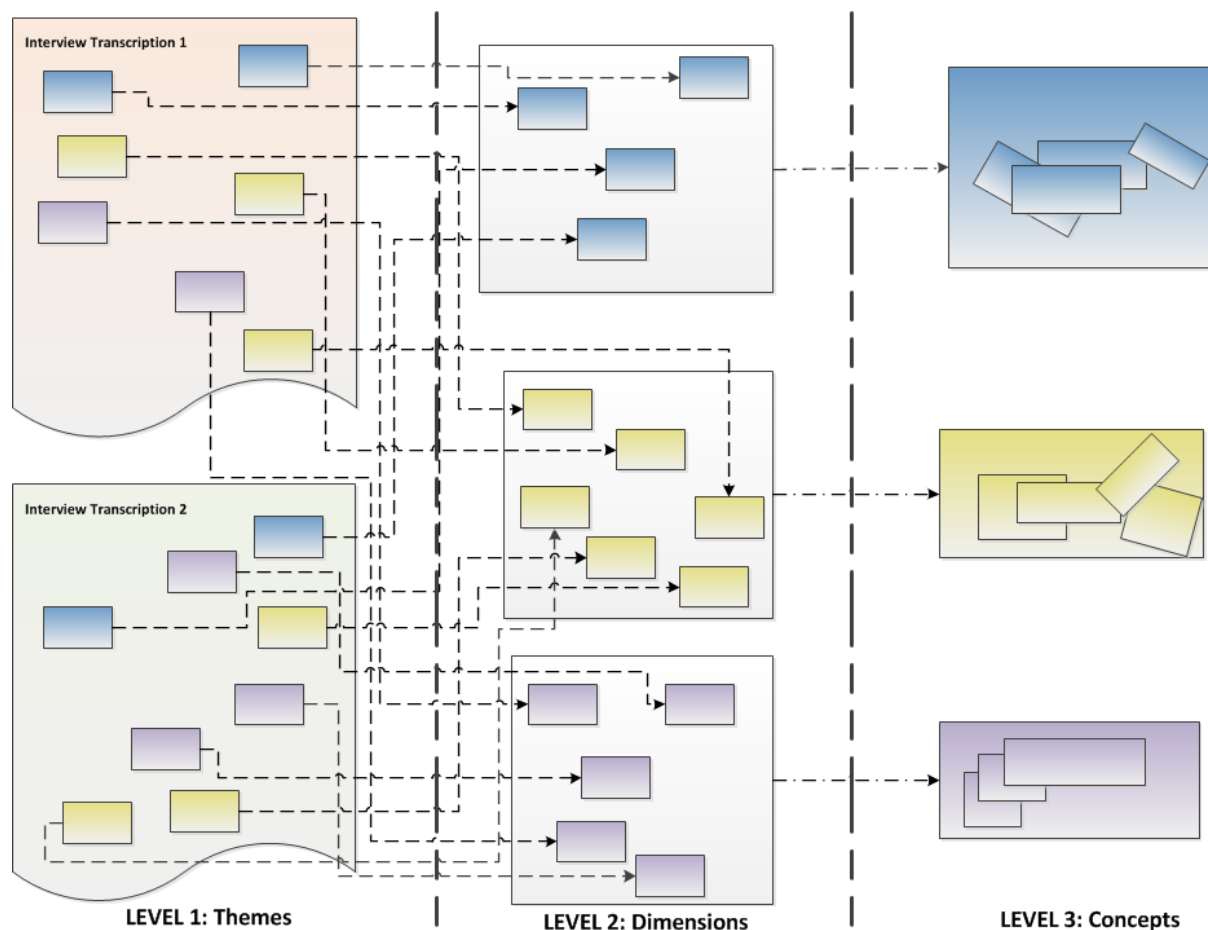 Interview Transcription 1
Interview Transcription 2
LEVEL 1: Themes
LEVEL 2: Dimensions
LEVEL 3: Concepts